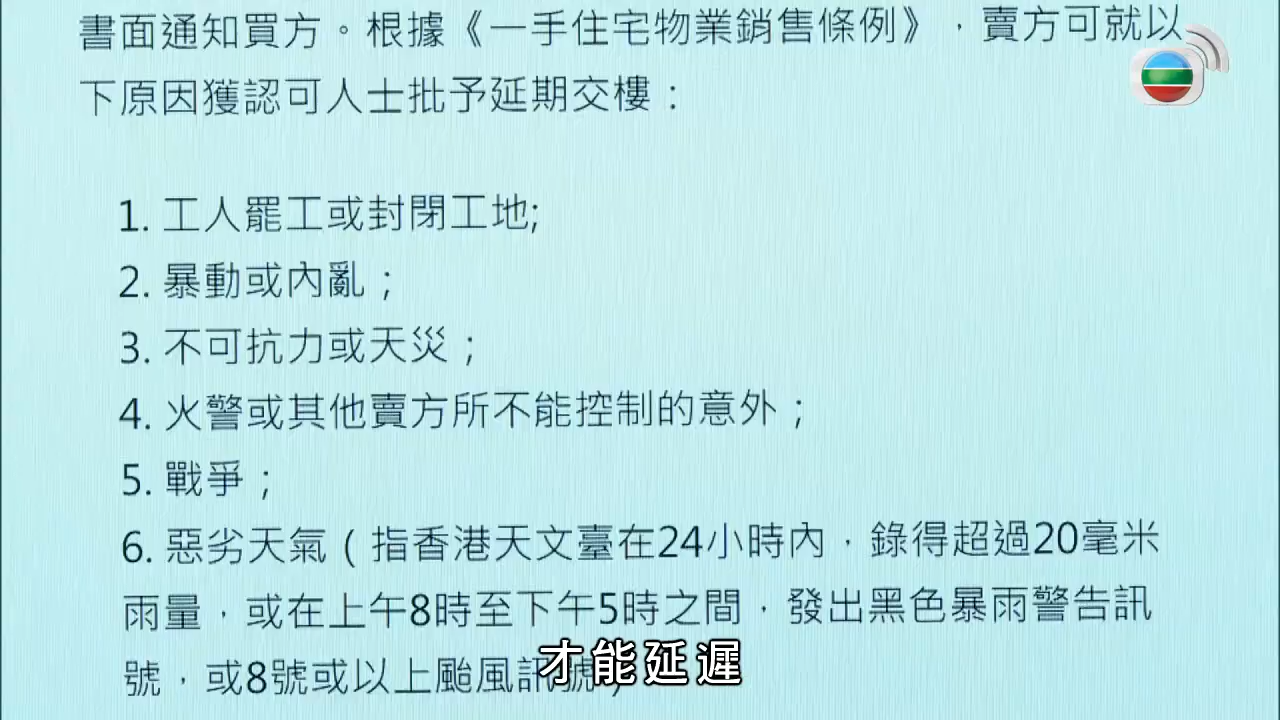 書面通知買方。根據《一手住宅物業銷售條例》，賣方可就以
下原因獲認可人士批予延期交樓：
1. 工人罷工或封閉工地;
2. 暴動或內亂；
3. 不可抗力或天災；
4. 火警或其他賣方所不能控制的意外；
5. 戰爭；
6. 惡劣天氣（指香港天文臺在24小時內，錄得超過20毫米
雨量，或在上午8時至下午5時之間，發出黑色暴雨警告訊
號，或8號或以上颱風訊號）
才能延遲